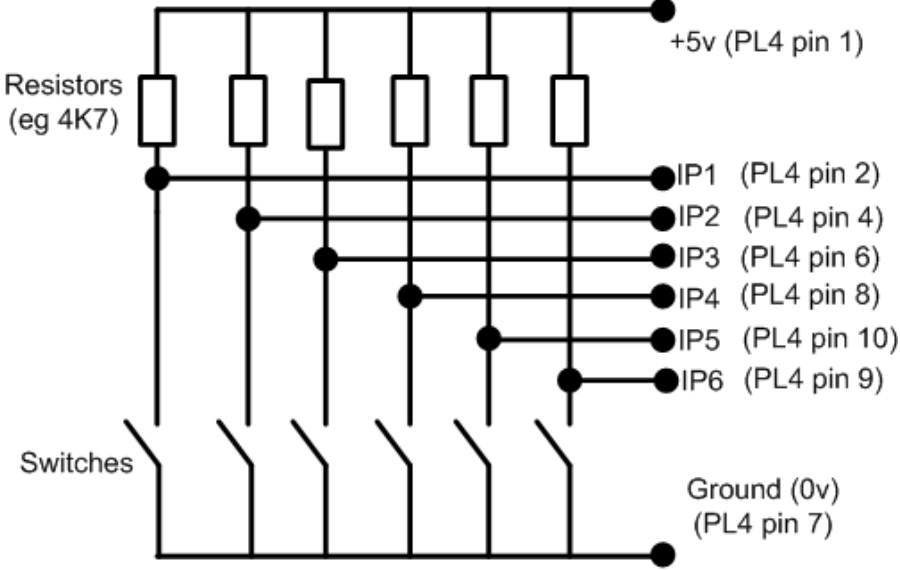 +5v (PL4 pin 1)
Resistors
(eg 4K7)
IP1 (PL4 pin 2)
IP2 (PL4 pin 4)
IP3 (PL4 pin 6)
IP4 (PL4 pin 8)
IP5 (PL4 pin 10)
IP6 (PL4 pin 9)
Switches
Ground (0v)
(PL4 pin 7)